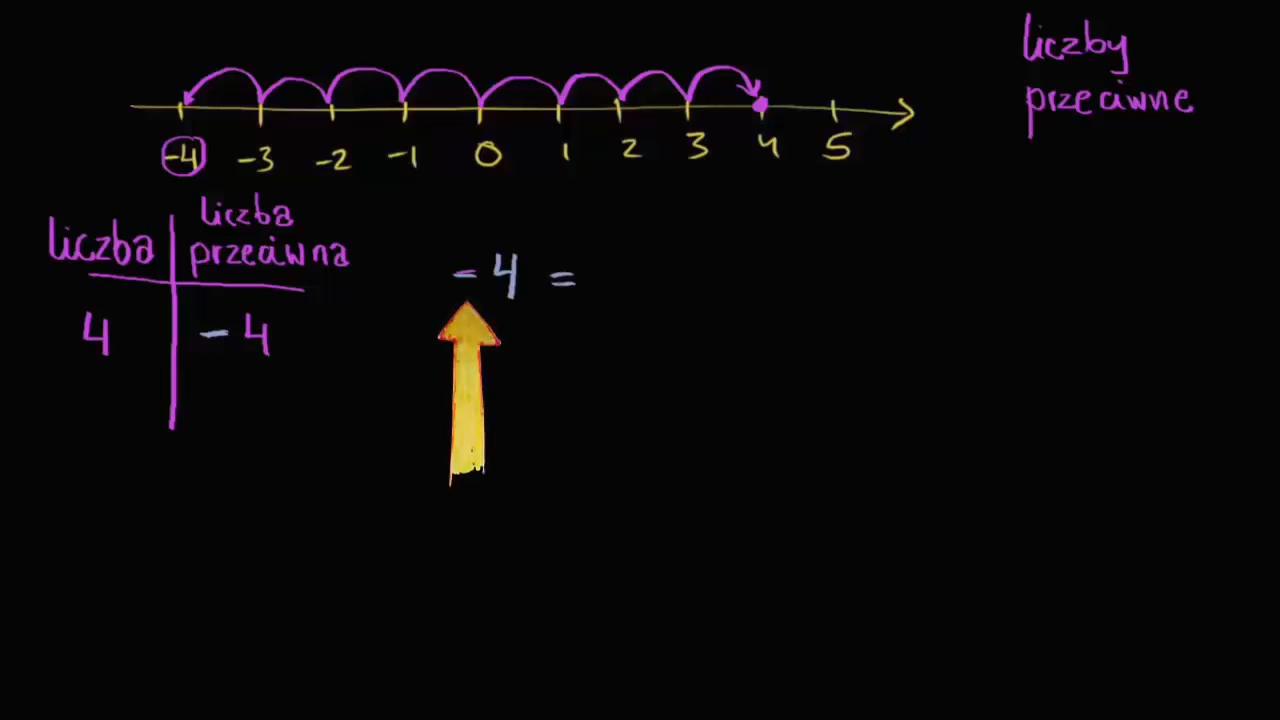 liczby
przeciwne
-4 -3 -2 -1 0 1 2 3 4 5
liczba | liczba przeciwna
4 | - 4
- 4 =